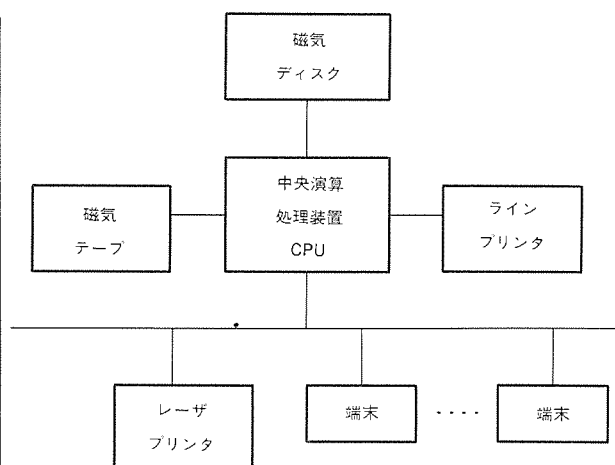 磁気
ディスク
中央演算
処理装置
CPU
磁気
テープ
ライン
プリンタ
レーザ
プリンタ
端末
・・・・
端末